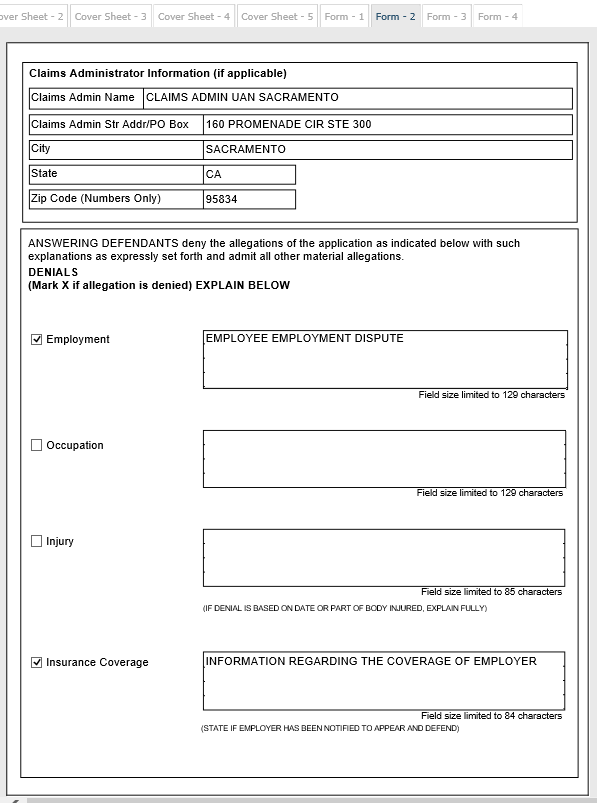 over Sheet - 2 Cover Sheet - 3 Cover Sheet - 4 Cover Sheet - 5 Form - 1 Form - 2 Form - 3 Form - 4
Claims Administrator Information (if applicable)
Claims Admin Name CLAIMS ADMIN UAN SACRAMENTO
Claims Admin Str Addr/PO Box 160 PROMENADE CIR STE 300
City SACRAMENTO
State CA
Zip Code (Numbers Only) 95834
ANSWERING DEFENDANTS deny the allegations of the application as indicated below with such
explanations as expressly set forth and admit all other material allegations.
DENIALS
(Mark X if allegation is denied) EXPLAIN BELOW
Employment EMPLOYEE EMPLOYMENT DISPUTE
Field size limited to 129 characters
Occupation
Field size limited to 129 characters
Injury
Field size limited to 85 characters
(IF DENIAL IS BASED ON DATE OR PART OF BODY INJURED, EXPLAIN FULLY)
Insurance Coverage INFORMATION REGARDING THE COVERAGE OF EMPLOYER
Field size limited to 84 characters
(STATE IF EMPLOYER HAS BEEN NOTIFIED TO APPEAR AND DEFEND)